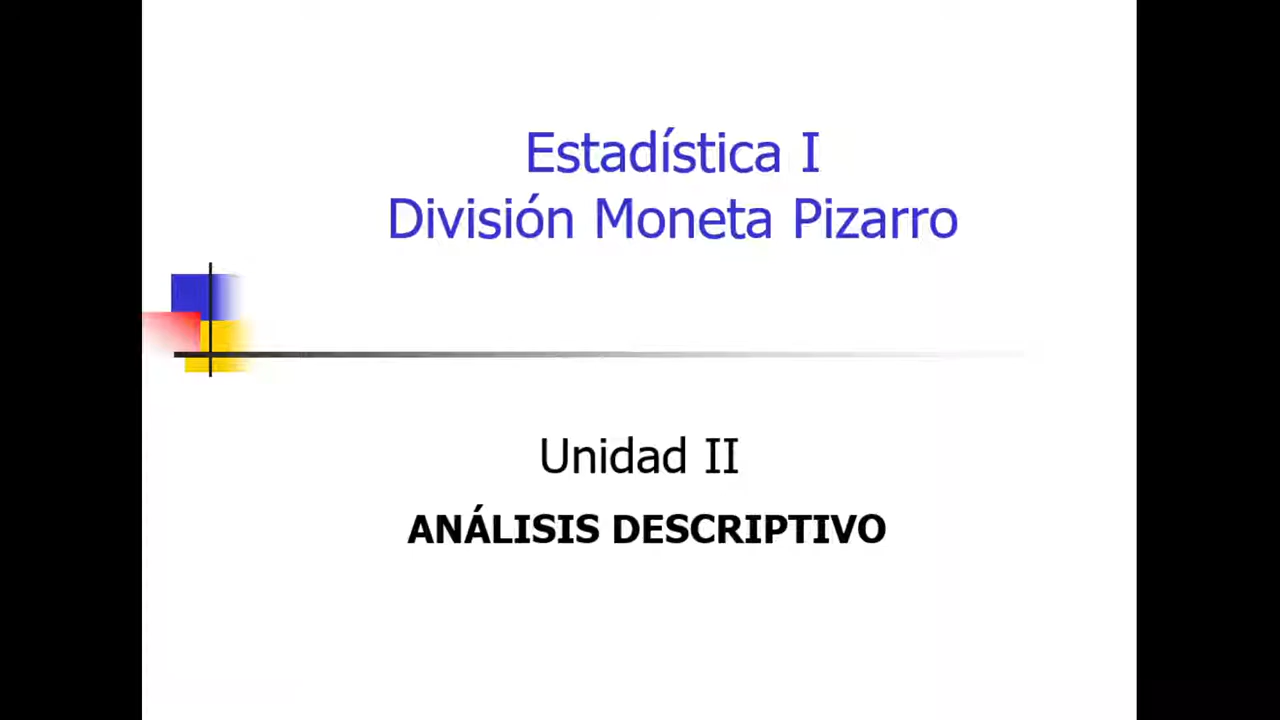 Estadística I
División Moneta Pizarro
Unidad II
ANÁLISIS DESCRIPTIVO